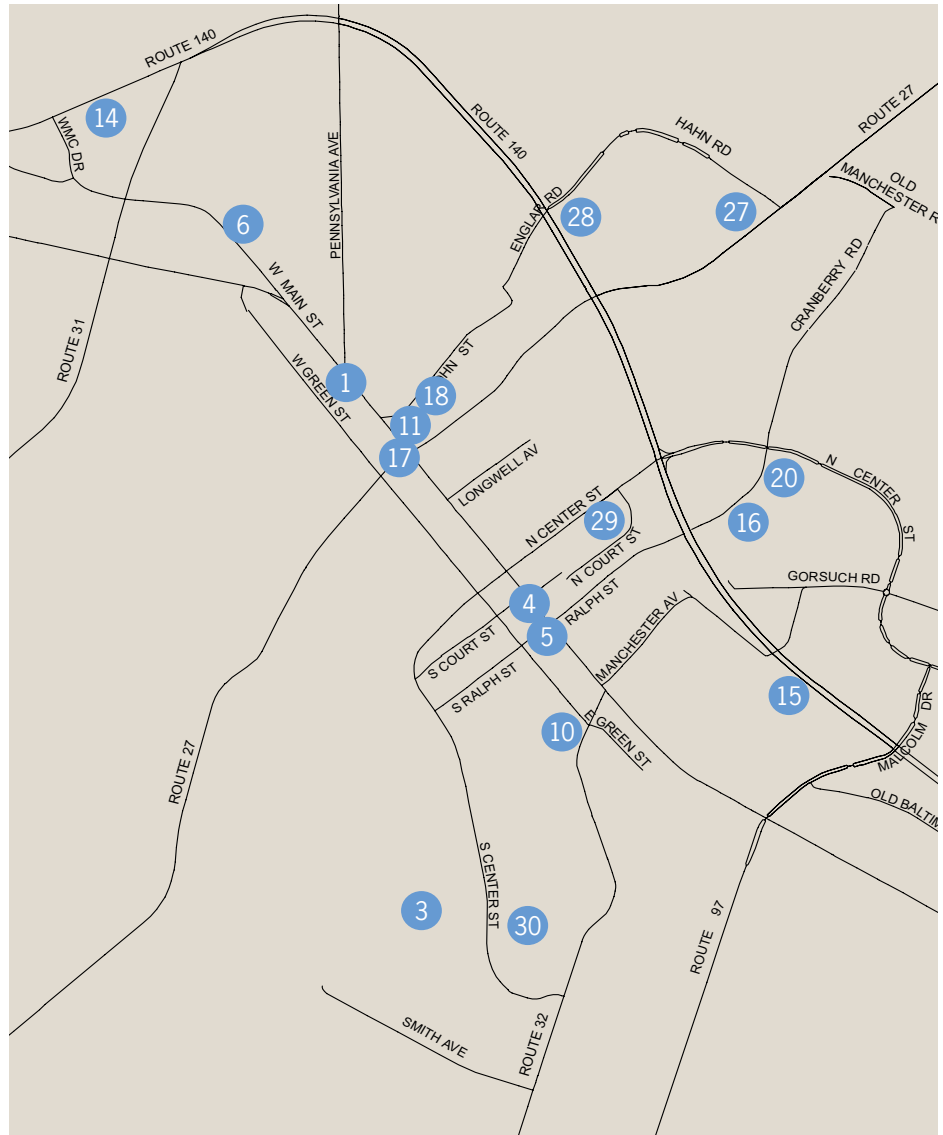 ROUTE 140
14
WMC DR
PENNSYLVANIA AVE
ROUTE 140
ROUTE 27
HAHN RD
OLD
MANCHESTER R
6
ENGLAR RD
28
27
CRANBERRY RD
W MAIN ST
ROUTE 31
W GREEN ST
1
HN ST
18
11
17
LONGWELL AV
N CENTER ST
20
N CENTER ST
29
16
N COURT ST
GORSUCH RD
4
RALPH ST
5
S COURT ST
MANCHESTER AV
S RALPH ST
15
10
E GREEN ST
MALCOLM DR
ROUTE 27
OLD BALTIM
S CENTER ST
3
30
ROUTE 97
SMITH AVE
ROUTE 32